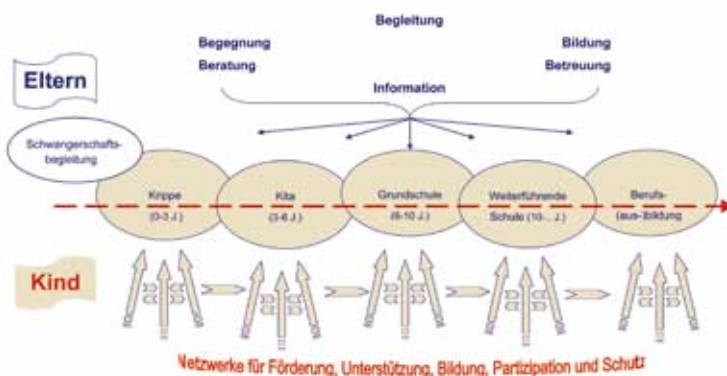 Begleitung
Begegnung
Bildung
Beratung
Betreuung
Eltern
Information
Schwangerschafts-
begleitung
Krippe
(0-3 J.)
Kita
(3-6 J.)
Grundschule
(6-10 J.)
Weiterführende
Schule (10-.. J.)
Berufs-
(aus-)bildung
Kind
Netzwerke für Förderung, Unterstützung, Bildung, Partizipation und Schutz